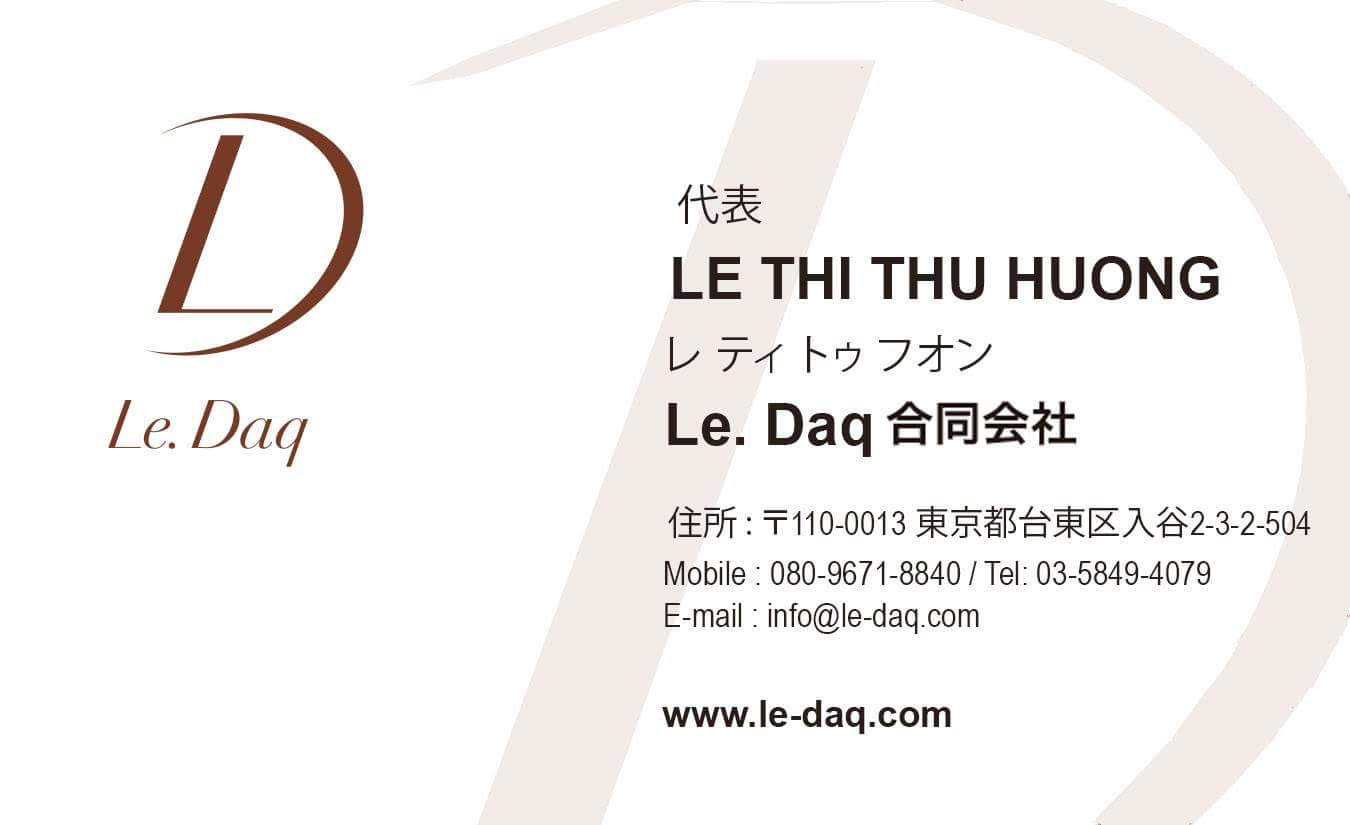 Le. Daq
代表
LE THI THU HUONG
レ ティ トゥ フオン
Le. Daq 合同会社
住所 : 〒110-0013 東京都台東区入谷2-3-2-504
Mobile : 080-9671-8840 / Tel: 03-5849-4079
E-mail : info@le-daq.com
www.le-daq.com